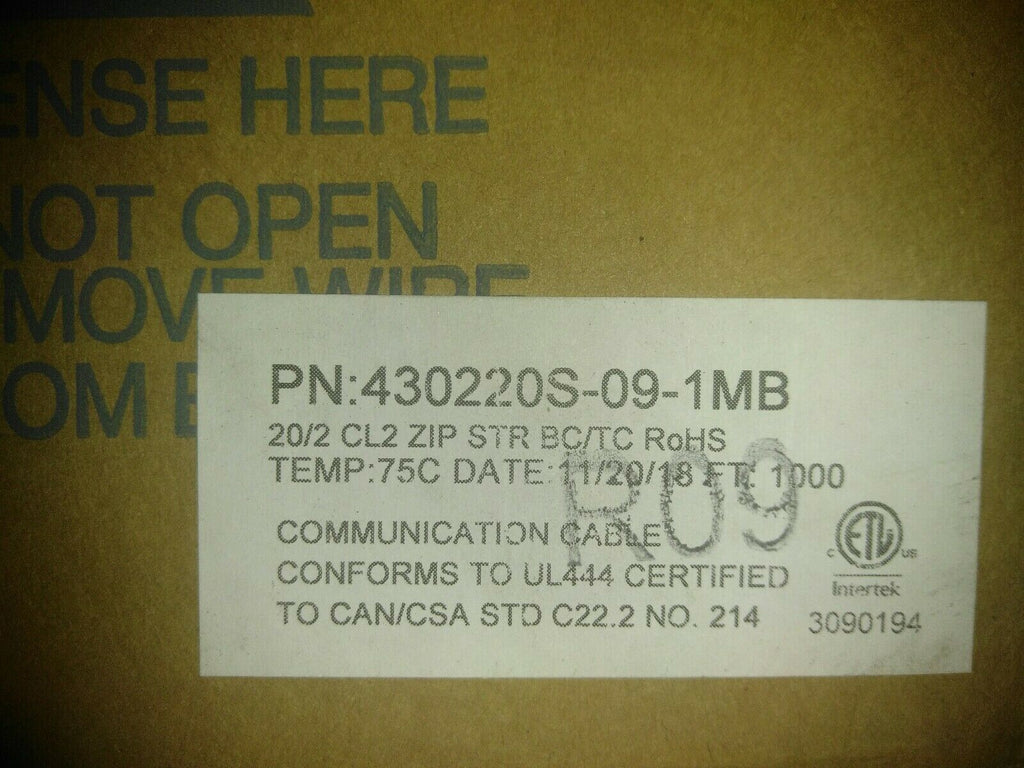 ENSE HERE
NOT OPEN
MOVE WIRE
OM
PN:430220S-09-1MB
20/2 CL2 ZIP STR BC/TC RoHS
TEMP:75C DATE:11/20/18 FT: 1000
R09
COMMUNICATION CABLE
CONFORMS TO UL444 CERTIFIED
TO CAN/CSA STD C22.2 NO. 214
C ETL US
Intertek
3090194